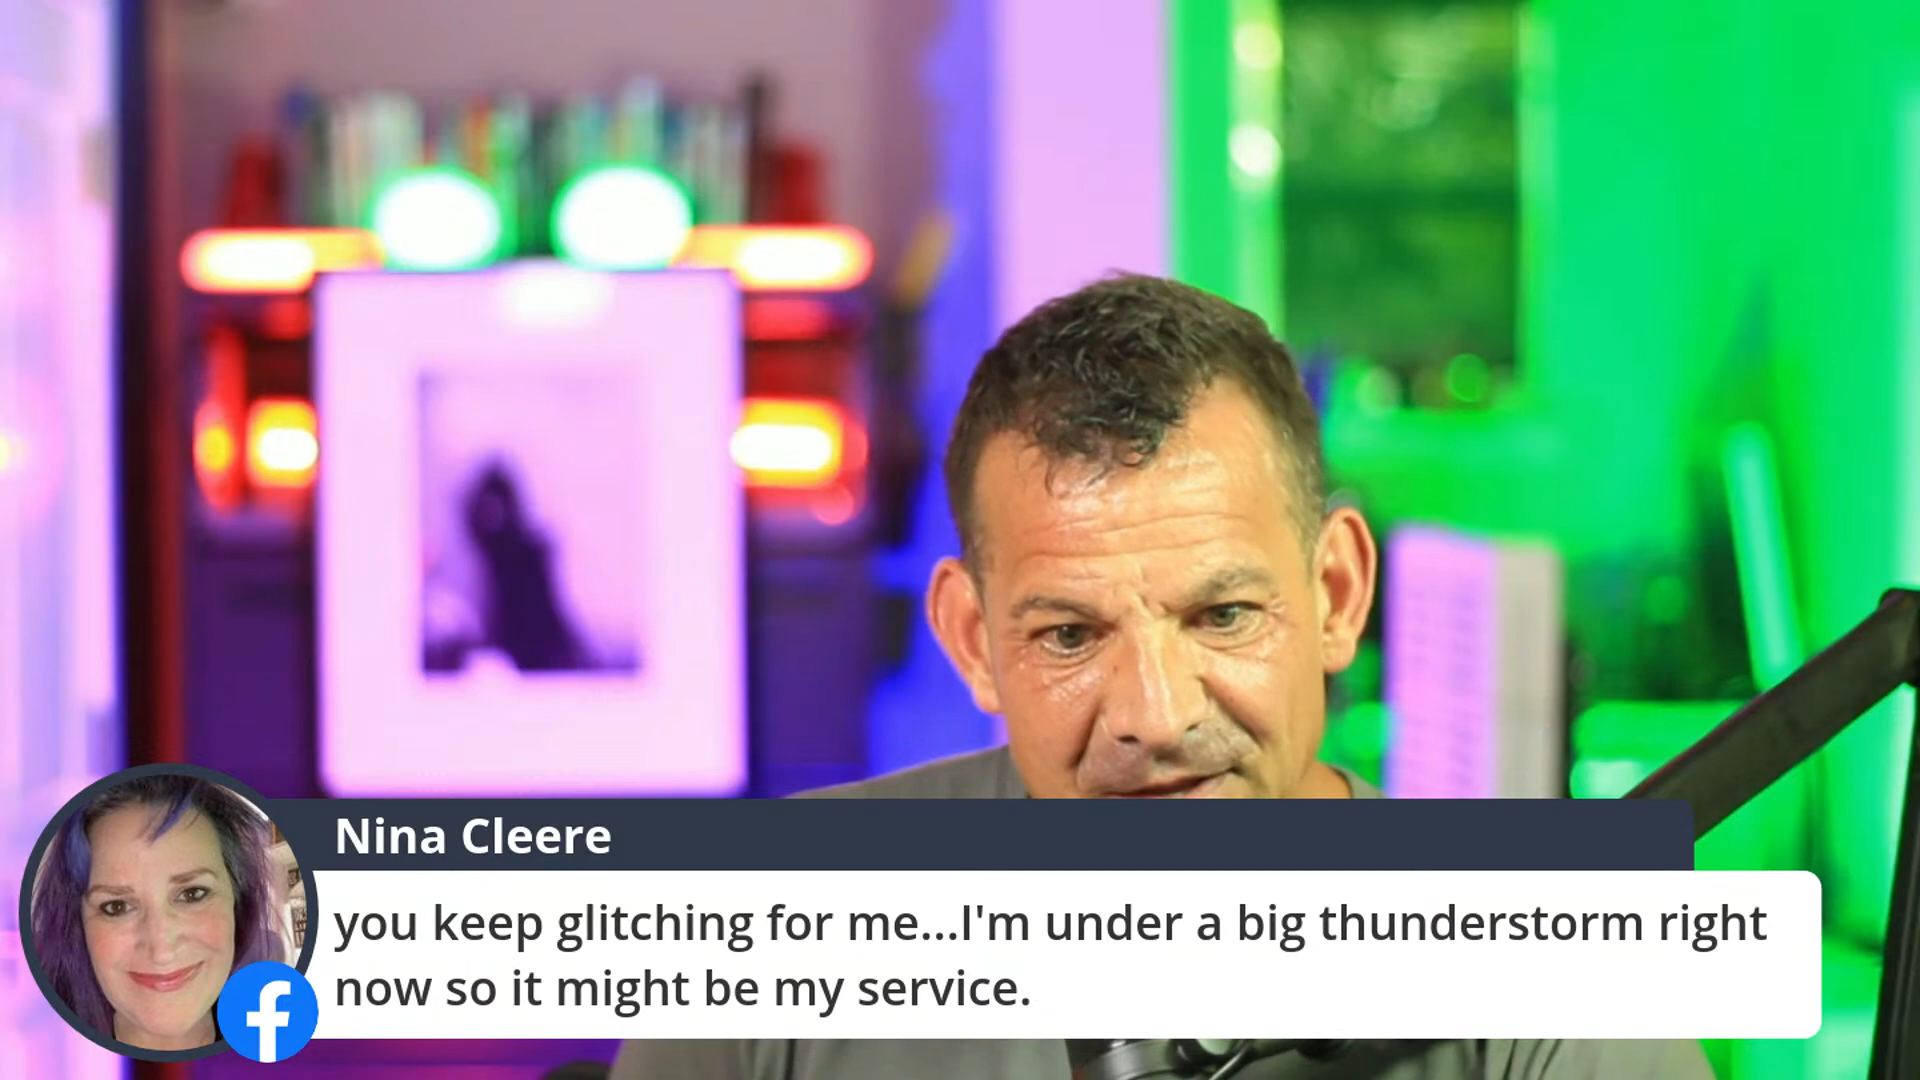 Nina Cleere
you keep glitching for me...I'm under a big thunderstorm right
now so it might be my service.